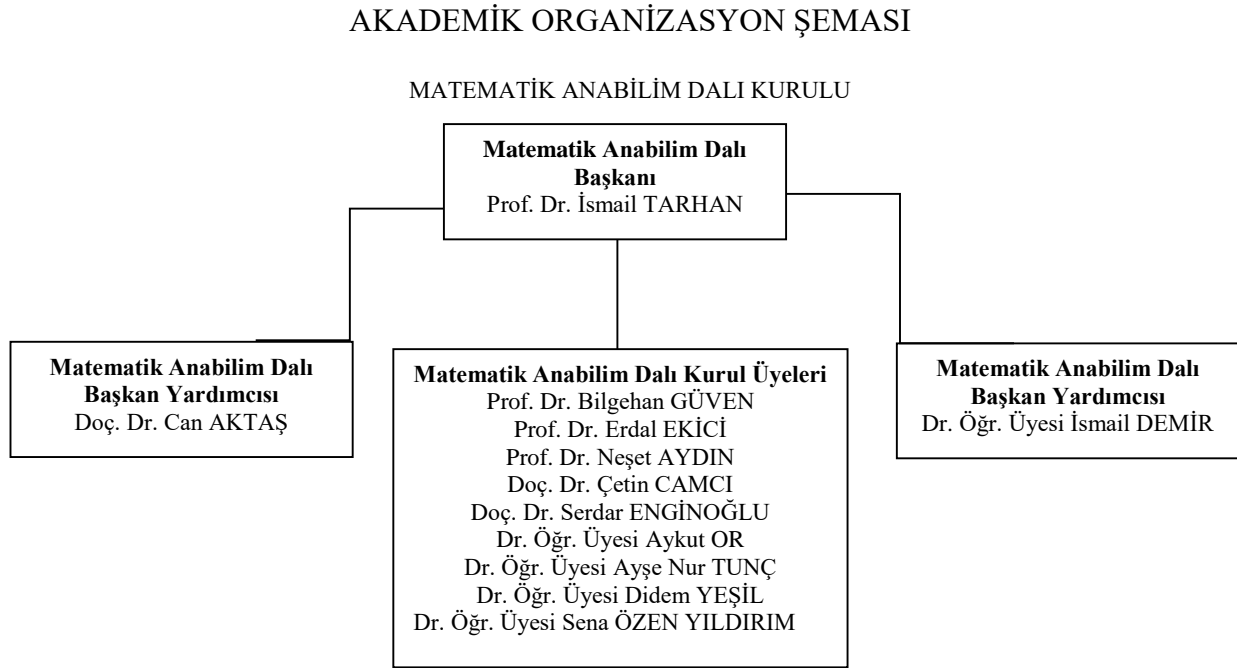 AKADEMİK ORGANİZASYON ŞEMASI
MATEMATİK ANABİLİM DALI KURULU
Matematik Anabilim Dalı
Başkanı
Prof. Dr. İsmail TARHAN
Matematik Anabilim Dalı
Başkan Yardımcısı
Doç. Dr. Can AKTAŞ
Matematik Anabilim Dalı Kurul Üyeleri
Prof. Dr. Bilgehan GÜVEN
Prof. Dr. Erdal EKİCİ
Prof. Dr. Neşet AYDIN
Doç. Dr. Çetin CAMCI
Doç. Dr. Serdar ENGİNOĞLU
Dr. Öğr. Üyesi Aykut OR
Dr. Öğr. Üyesi Ayşe Nur TUNÇ
Dr. Öğr. Üyesi Didem YEŞİL
Dr. Öğr. Üyesi Sena ÖZEN YILDIRIM
Matematik Anabilim Dalı
Başkan Yardımcısı
Dr. Öğr. Üyesi İsmail DEMİR